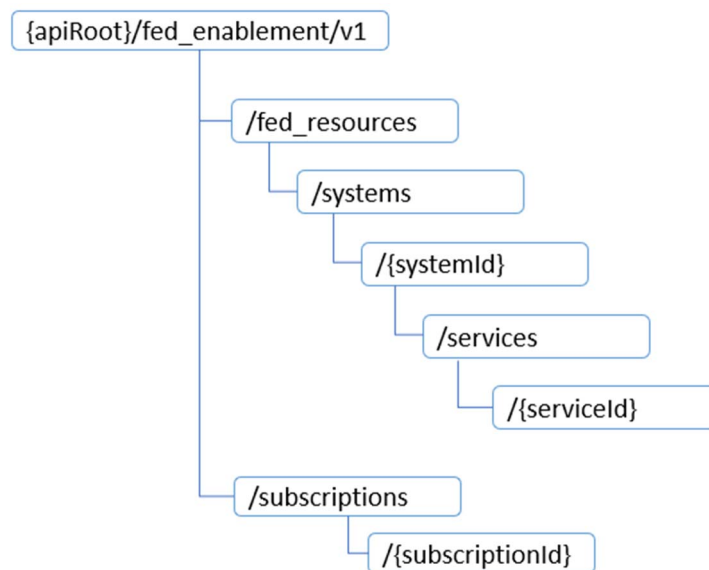 {apiRoot}/fed_enablement/v1
/fed_resources
/systems
/{systemId}
/services
/{serviceId}
/subscriptions
/{subscriptionId}